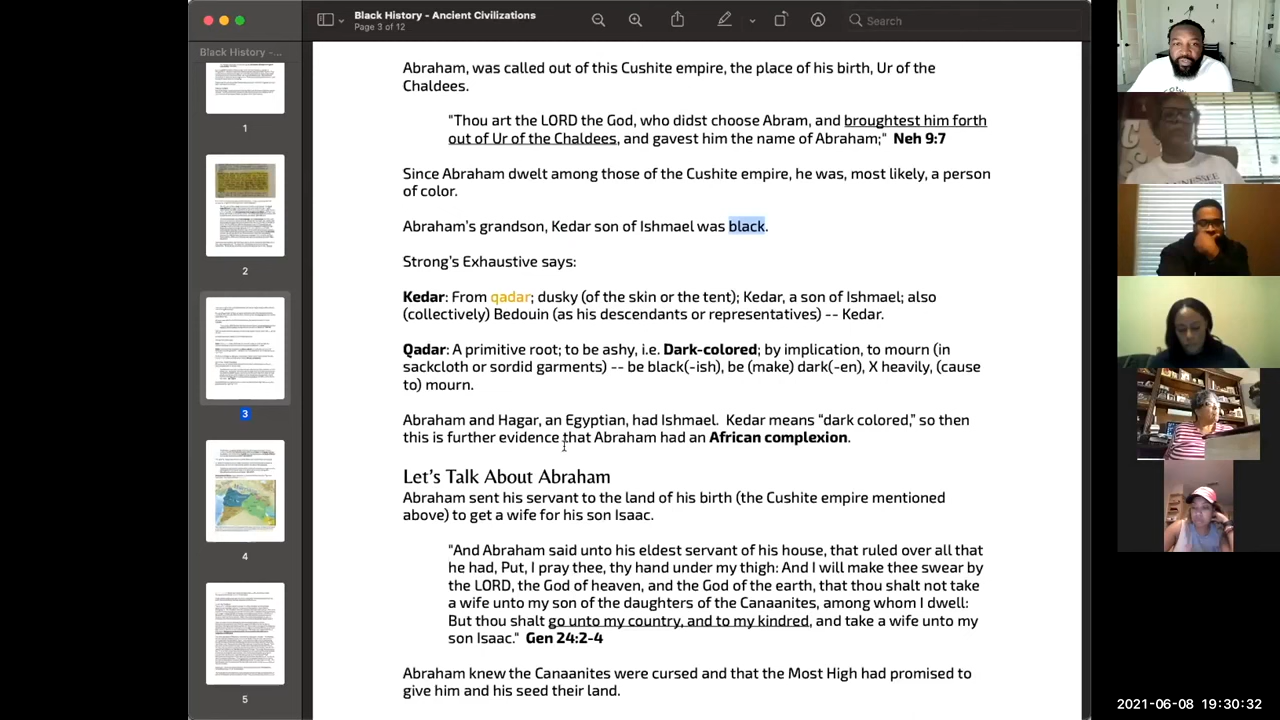 Black History - Ancient Civilizations
Page 3 of 12
Search
Black History -...
1
2
3
4
5
Abraham, was called out of this Cushite empire, the place of his birth, Ur of the
Chaldees.
"Thou art the LORD the God, who didst choose Abram, and broughtest him forth
out of Ur of the Chaldees, and gavest him the name of Abraham;" Neh 9:7
Since Abraham dwelt among those of the Cushite empire, he was, most likely, a person
of color.
Abraham's grandson, Kedar son of Ishmael, was black.
Strong's Exhaustive says:
Kedar: From qadar; dusky (of the skin or the tent); Kedar, a son of Ishmael; also
(collectively) Bedouin (as his descendants or representatives) -- Kedar.
Qadar: A primitive root; to be ashy, i.e. Dark-colored; by implication, to mourn (in
sackcloth or sordid garments) -- be black(-ish), be (make) dark(-en), X heavily, (cause
to) mourn.
Abraham and Hagar, an Egyptian, had Ishmael. Kedar means “dark colored,” so then
this is further evidence that Abraham had an African complexion.
Let's Talk About Abraham
Abraham sent his servant to the land of his birth (the Cushite empire mentioned
above) to get a wife for his son Isaac.
"And Abraham said unto his eldest servant of his house, that ruled over all that
he had, Put, I pray thee, thy hand under my thigh: And I will make thee swear by
the LORD, the God of heaven, and the God of the earth, that thou shalt not take
a wife unto my son of the daughters of the Canaanites, among whom I dwell:
But thou shalt go unto my country, and to my kindred, and take a wife unto my
son Isaac." Gen 24:2-4
Abraham knew the Canaanites were cursed and that the Most High had promised to
give him and his seed their land.
2021-06-08 19:30:32